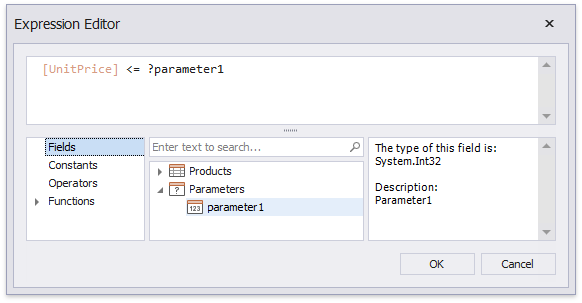 Expression Editor
[UnitPrice] <= ?parameter1
Fields
Constants
Operators
Functions
Enter text to search...
Products
? Parameters
123 parameter1
The type of this field is:
System.Int32
Description:
Parameter1
OK
Cancel